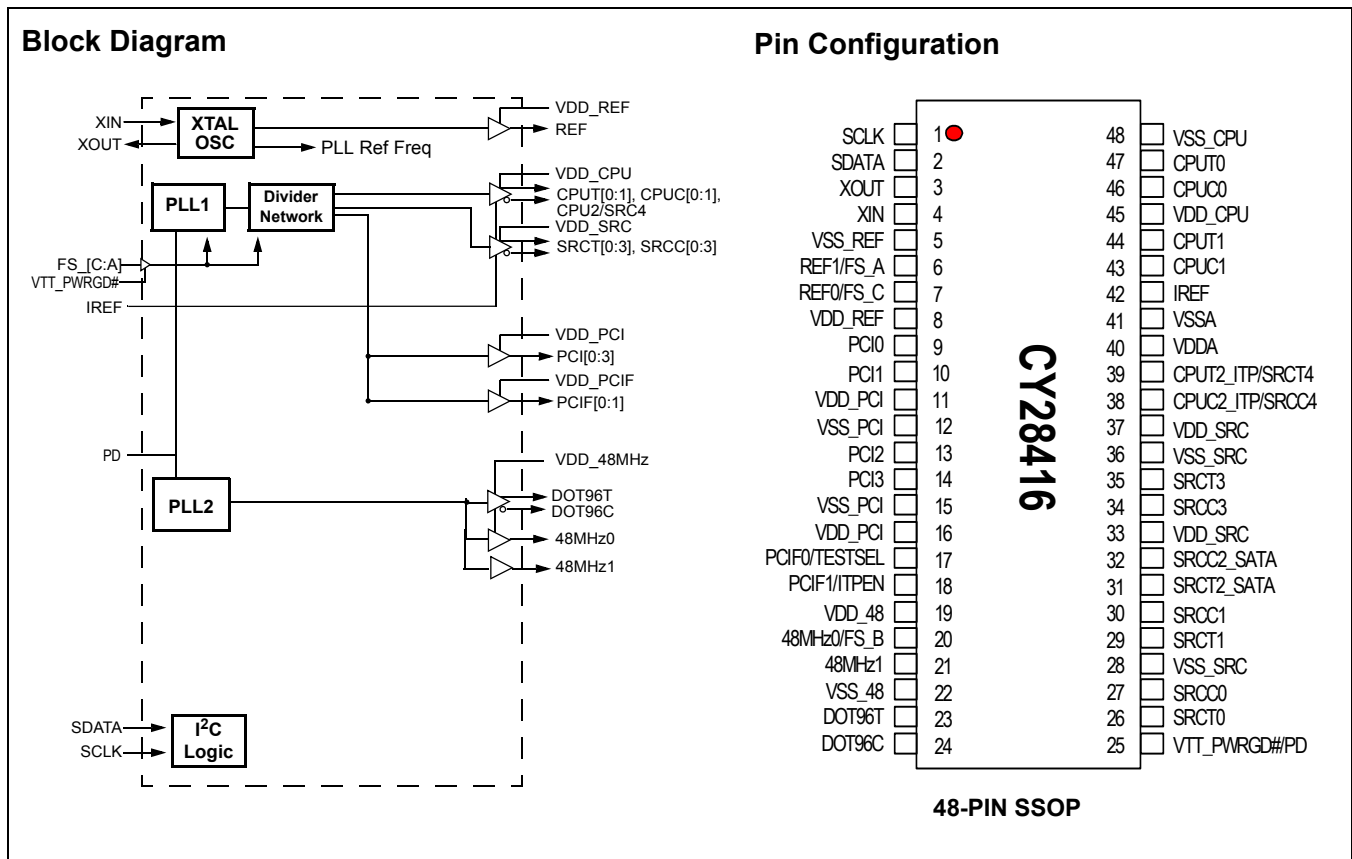 Block Diagram
XIN
XOUT
XTAL
OSC
PLL Ref Freq
VDD_REF
REF
PLL1
Divider
Network
VDD_CPU
CPUT[0:1], CPUC[0:1],
CPU2/SRC4
VDD_SRC
SRCT[0:3], SRCC[0:3]
FS_[C:A]
VTT_PWRGD#
IREF
VDD_PCI
PCI[0:3]
VDD_PCIF
PCIF[0:1]
PD
PLL2
VDD_48MHz
DOT96T
DOT96C
48MHz0
48MHz1
SDATA
SCLK
I2C
Logic
Pin Configuration
SCLK 1 48 VSS_CPU
SDATA 2 47 CPUT0
XOUT 3 46 CPUC0
XIN 4 45 VDD_CPU
VSS_REF 5 44 CPUT1
REF1/FS_A 6 43 CPUC1
REF0/FS_C 7 42 IREF
VDD_REF 8 41 VSSA
PCI0 9 40 VDDA
PCI1 10 39 CPUT2_ITP/SRCT4
VDD_PCI 11 38 CPUC2_ITP/SRCC4
VSS_PCI 12 37 VDD_SRC
PCI2 13 36 VSS_SRC
PCI3 14 35 SRCT3
VSS_PCI 15 34 SRCC3
VDD_PCI 16 33 VDD_SRC
PCIF0/TESTSEL 17 32 SRCC2_SATA
PCIF1/ITPEN 18 31 SRCT2_SATA
VDD_48 19 30 SRCC1
48MHz0/FS_B 20 29 SRCT1
48MHz1 21 28 VSS_SRC
VSS_48 22 27 SRCC0
DOT96T 23 26 SRCT0
DOT96C 24 25 VTT_PWRGD#/PD
CY28416
48-PIN SSOP